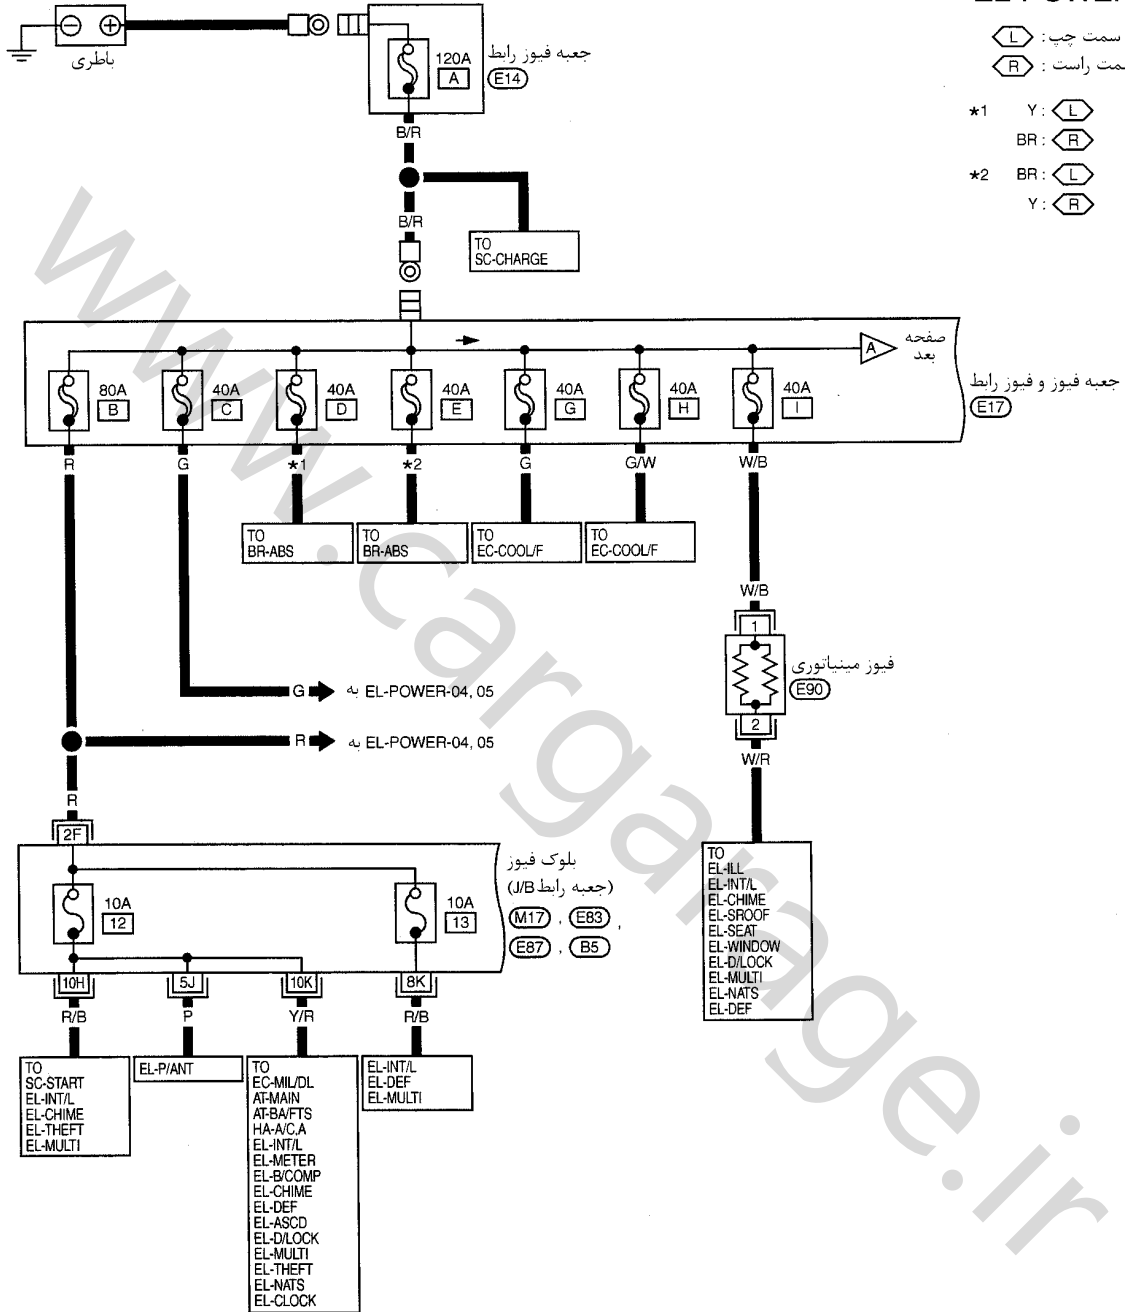 L : سمت چپ
R :
*1 Y : L
BR : R
*2 BR : L
Y : R
باطری
120A
A
جعبه فیوز رابط
E14
B/R
B/R
TO
SC-CHARGE
A
صفحه
بعد
جعبه فیوز و فیوز رابط
E17
80A
B
40A
C
40A
D
40A
E
40A
G
40A
H
40A
I
R
G
*1
*2
G
G/W
W/B
TO
BR-ABS
TO
BR-ABS
TO
EC-COOL/F
TO
EC-COOL/F
W/B
1
فیوز مینیاتوری
E90
2
W/R
G به EL-POWER-04, 05
R به EL-POWER-04, 05
R
2F
بلوک فیوز
(جعبه رابط J/B)
M17 , E83 ,
E87 , B5
10A
12
10A
13
10H
5J
10K
8K
R/B
P
Y/R
R/B
TO
SC-START
EL-INT/L
EL-CHIME
EL-THEFT
EL-MULTI
EL-P/ANT
TO
EC-MIL/DL
AT-MAIN
AT-BA/FTS
HA-A/C,A
EL-INT/L
EL-METER
EL-B/COMP
EL-CHIME
EL-DEF
EL-ASCD
EL-D/LOCK
EL-MULTI
EL-THEFT
EL-NATS
EL-CLOCK
EL-INT/L
EL-DEF
EL-MULTI
TO
EL-ILL
EL-INT/L
EL-CHIME
EL-SROOF
EL-SEAT
EL-WINDOW
EL-D/LOCK
EL-MULTI
EL-NATS
EL-DEF
www.cargarage.ir